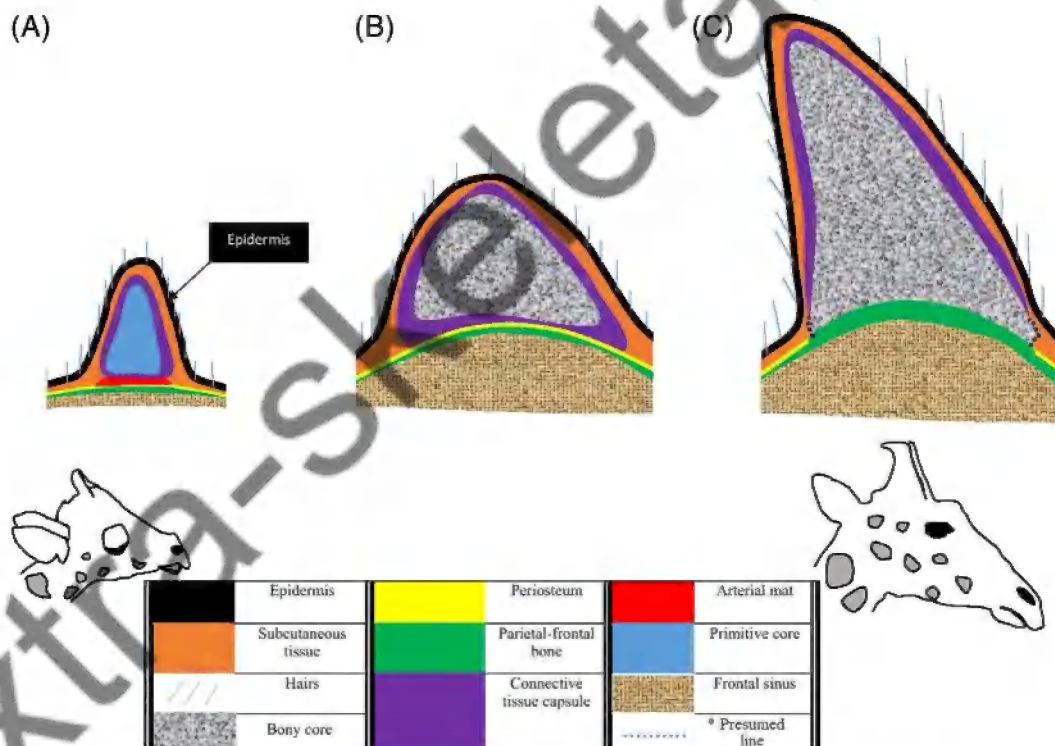 (A)
(B)
(C)
Epidermis
Epidermis
Periosteum
Arterial mat
Subcutaneous
tissue
Parietal-frontal
bone
Primitive core
Hairs
Connective
tissue capsule
Frontal sinus
Bony core
* Presumed
line
xtra-skeleta